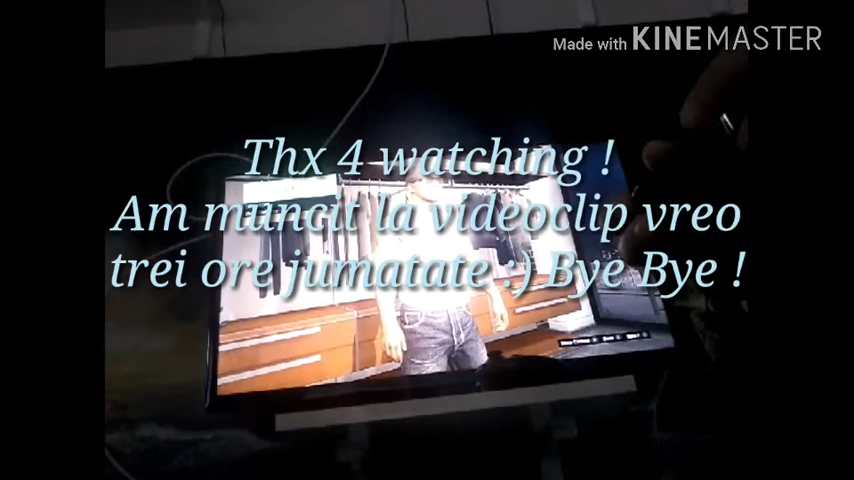 Made with KINEMASTER
Thx 4 watching !
Am muncit la videoclip vreo
trei ore jumatate :) Bye Bye !